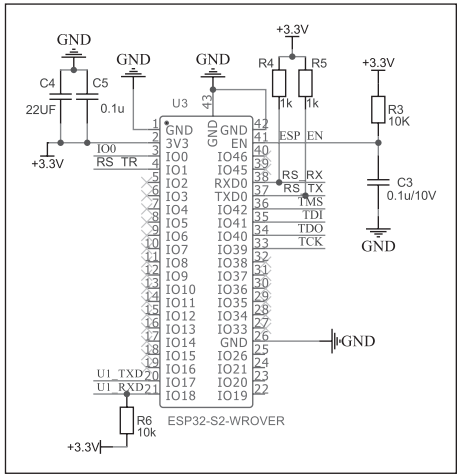 +3.3V
GND
GND
GND
R4
R5
+3.3V
C4
C5
U3
22UF
0.1u
43
1k
1k
R3
10K
+3.3V
1 GND GND GND 42
2 3V3 EN 41 ESP_EN
IO0 3 IO0 IO46 40
RS_TR 4 IO1 IO45 39
5 IO2 RXD0 38 RS_RX
6 IO3 TXD0 37 RS_TX
7 IO4 IO42 36 TMS
8 IO5 IO41 35 TDI
9 IO6 IO40 34 TDO
10 IO7 IO39 33 TCK
11 IO8 IO38 32
12 IO9 IO37 31
13 IO10 IO36 30
14 IO11 IO35 29
15 IO12 IO34 28
16 IO13 IO33 27
17 IO14 GND 26 GND
18 IO15 IO26 25
19 IO16 IO21 24
U1_TXD 20 IO17 IO20 23
U1_RXD 21 IO18 IO19 22
C3
0.1u/10V
GND
R6
10k
+3.3V
ESP32-S2-WROVER